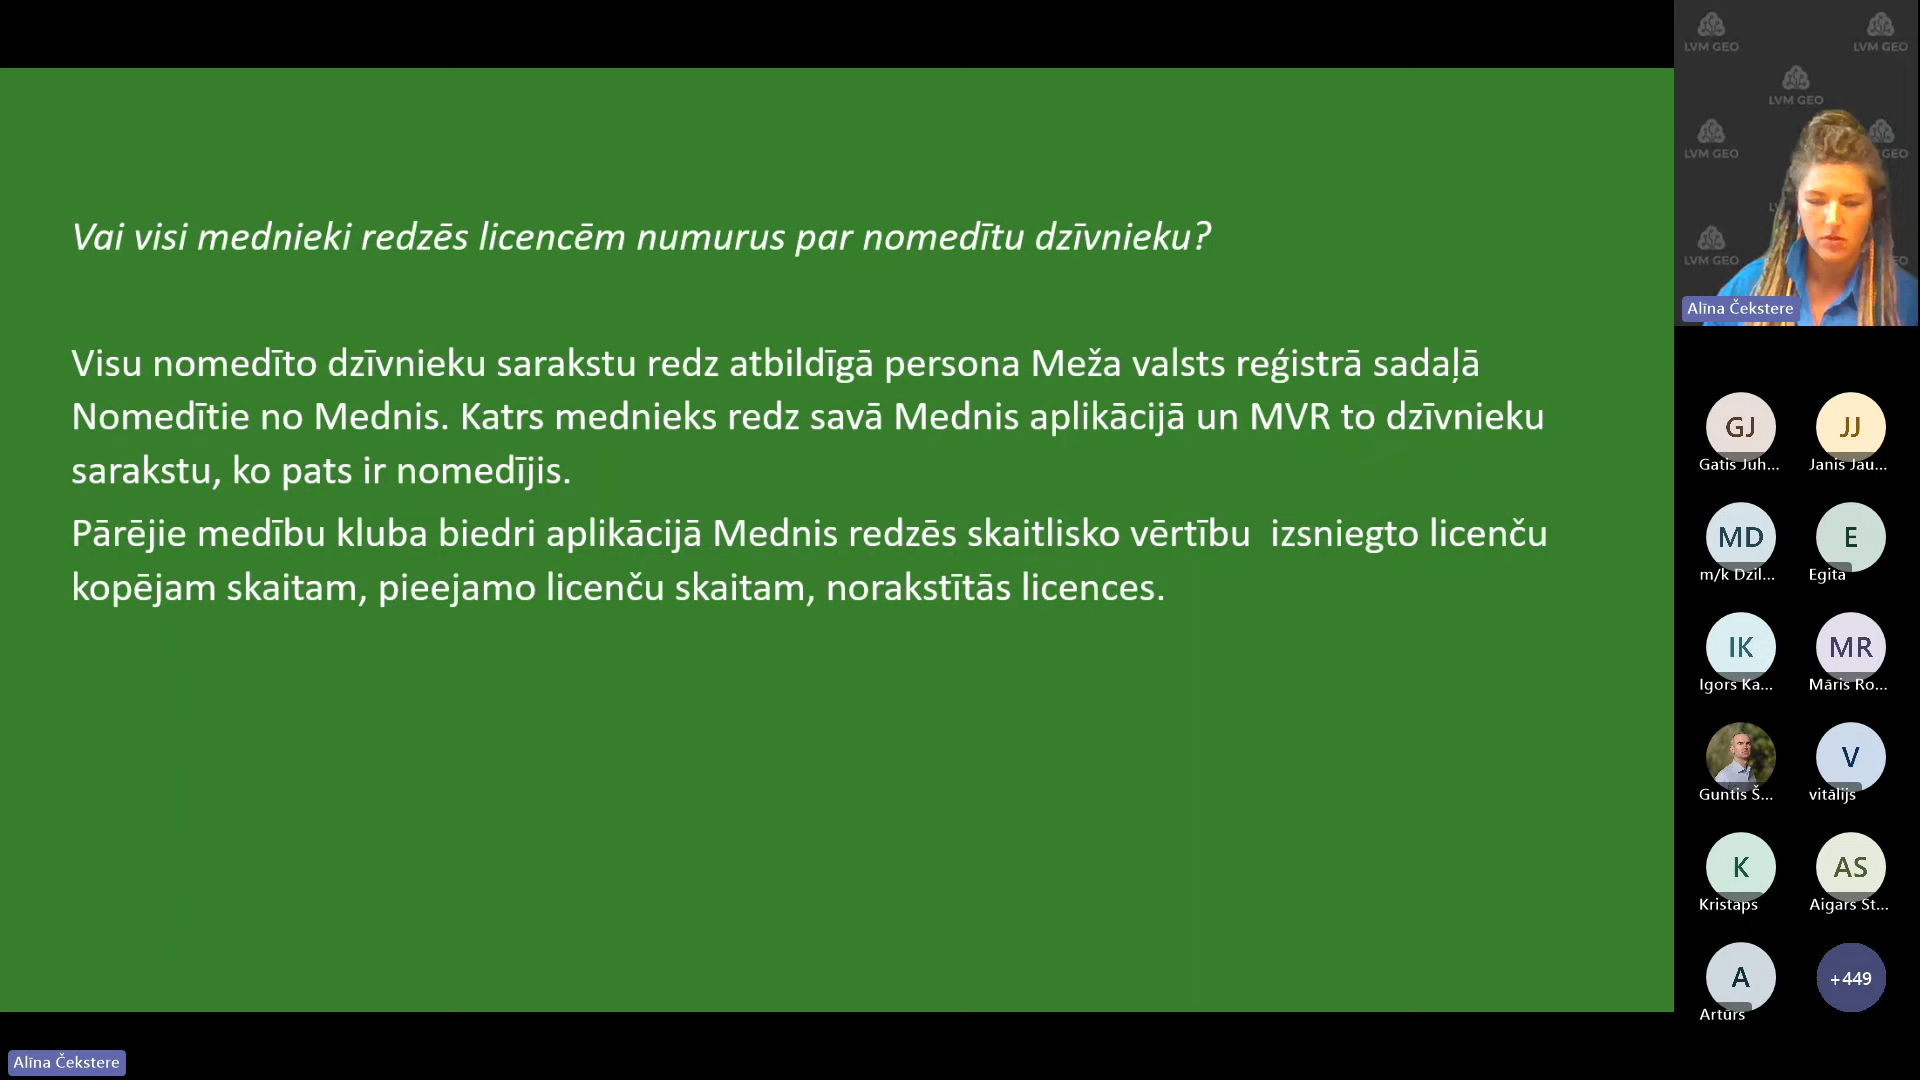 Vai visi mednieki redzēs licencēm numurus par nomedītu dzīvnieku?
Visu nomedīto dzīvnieku sarakstu redz atbildīgā persona Meža valsts reģistrā sadaļā
Nomedītie no Mednis. Katrs mednieks redz savā Mednis aplikācijā un MVR to dzīvnieku
sarakstu, ko pats ir nomedījis.
Pārējie medību kluba biedri aplikācijā Mednis redzēs skaitlisko vērtību  izsniegto licenču
kopējam skaitam, pieejamo licenču skaitam, norakstītās licences.
Alīna Čekstere
LVM GEO
LVM GEO
LVM GEO
LVM GEO
GEO
LVM GEO
Alīna Čekstere
GJ
Gatis Juh...
JJ
Janis Jau...
MD
m/k Dzil...
E
Egita
IK
Igors Ka...
MR
Māris Ro...
Guntis Š...
V
vitālijs
K
Kristaps
AS
Aigars St...
A
Artūrs
+449